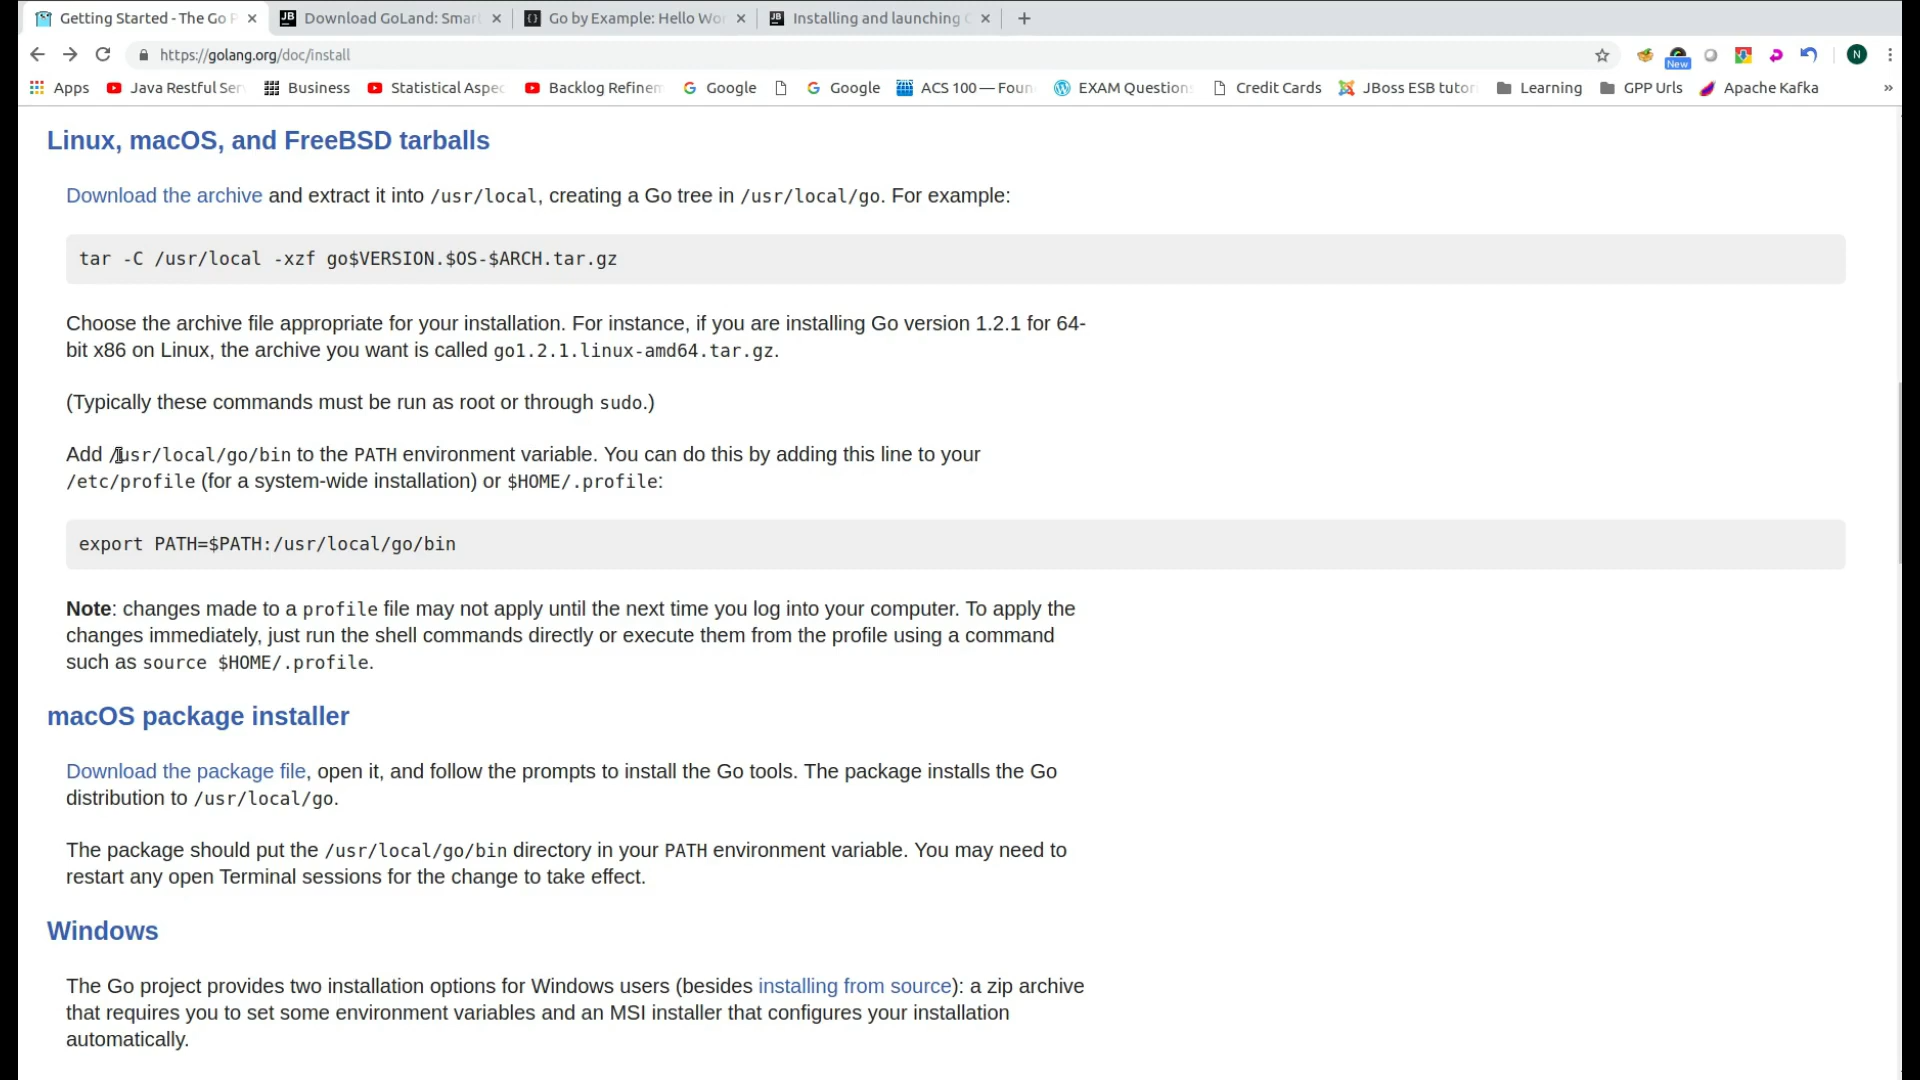 Getting Started - The Go P
Download GoLand: Smar
Go by Example: Hello Wo
Installing and launching
https://golang.org/doc/install
New
N
Apps
Java Restful Ser
Business
Statistical Aspec
Backlog Refinem
Google
Google
ACS 100 — Foun
EXAM Question
Credit Cards
JBoss ESB tutor
Learning
GPP Urls
Apache Kafka
»
Linux, macOS, and FreeBSD tarballs
Download the archive and extract it into /usr/local, creating a Go tree in /usr/local/go. For example:
tar -C /usr/local -xzf go$VERSION.$OS-$ARCH.tar.gz
Choose the archive file appropriate for your installation. For instance, if you are installing Go version 1.2.1 for 64-
bit x86 on Linux, the archive you want is called go1.2.1.linux-amd64.tar.gz.
(Typically these commands must be run as root or through sudo.)
Add /usr/local/go/bin to the PATH environment variable. You can do this by adding this line to your
/etc/profile (for a system-wide installation) or $HOME/.profile:
export PATH=$PATH:/usr/local/go/bin
Note: changes made to a profile file may not apply until the next time you log into your computer. To apply the
changes immediately, just run the shell commands directly or execute them from the profile using a command
such as source $HOME/.profile.
macOS package installer
Download the package file, open it, and follow the prompts to install the Go tools. The package installs the Go
distribution to /usr/local/go.
The package should put the /usr/local/go/bin directory in your PATH environment variable. You may need to
restart any open Terminal sessions for the change to take effect.
Windows
The Go project provides two installation options for Windows users (besides installing from source): a zip archive
that requires you to set some environment variables and an MSI installer that configures your installation
automatically.